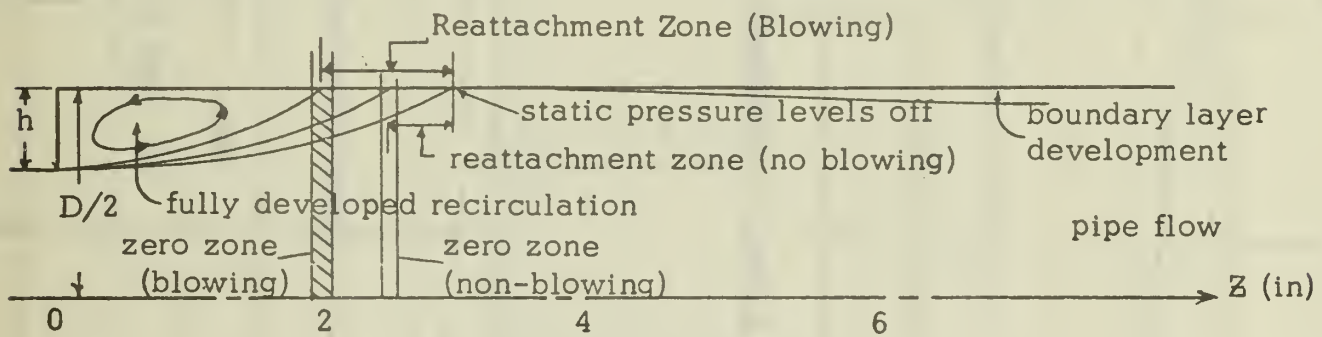 Reattachment Zone (Blowing)
h
static pressure levels off
boundary layer
development
reattachment zone (no blowing)
D/2
fully developed recirculation
pipe flow
zero zone
(blowing)
zero zone
(non-blowing)
Z (in)
0
2
4
6